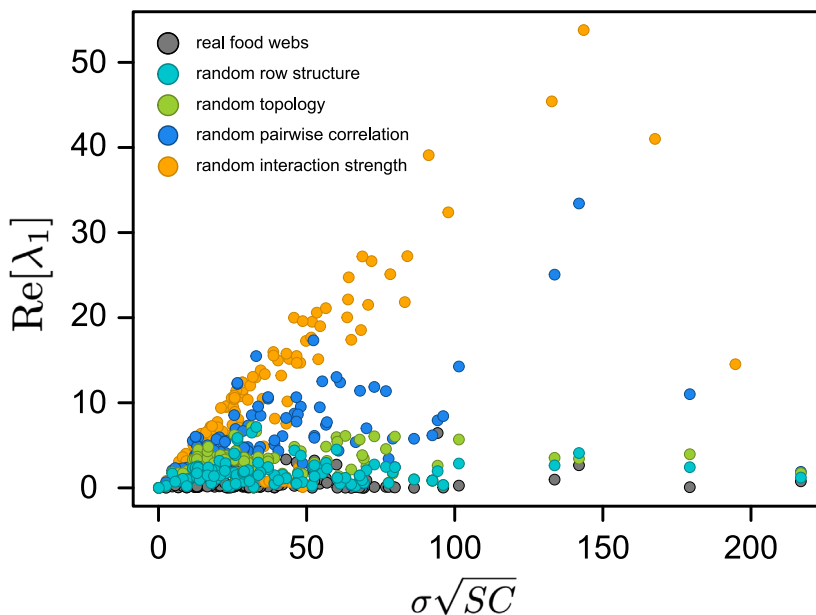 50
40
30
20
10
0
Re[λ₁]
real food webs
random row structure
random topology
random pairwise correlation
random interaction strength
0 50 100 150 200
σ√SC